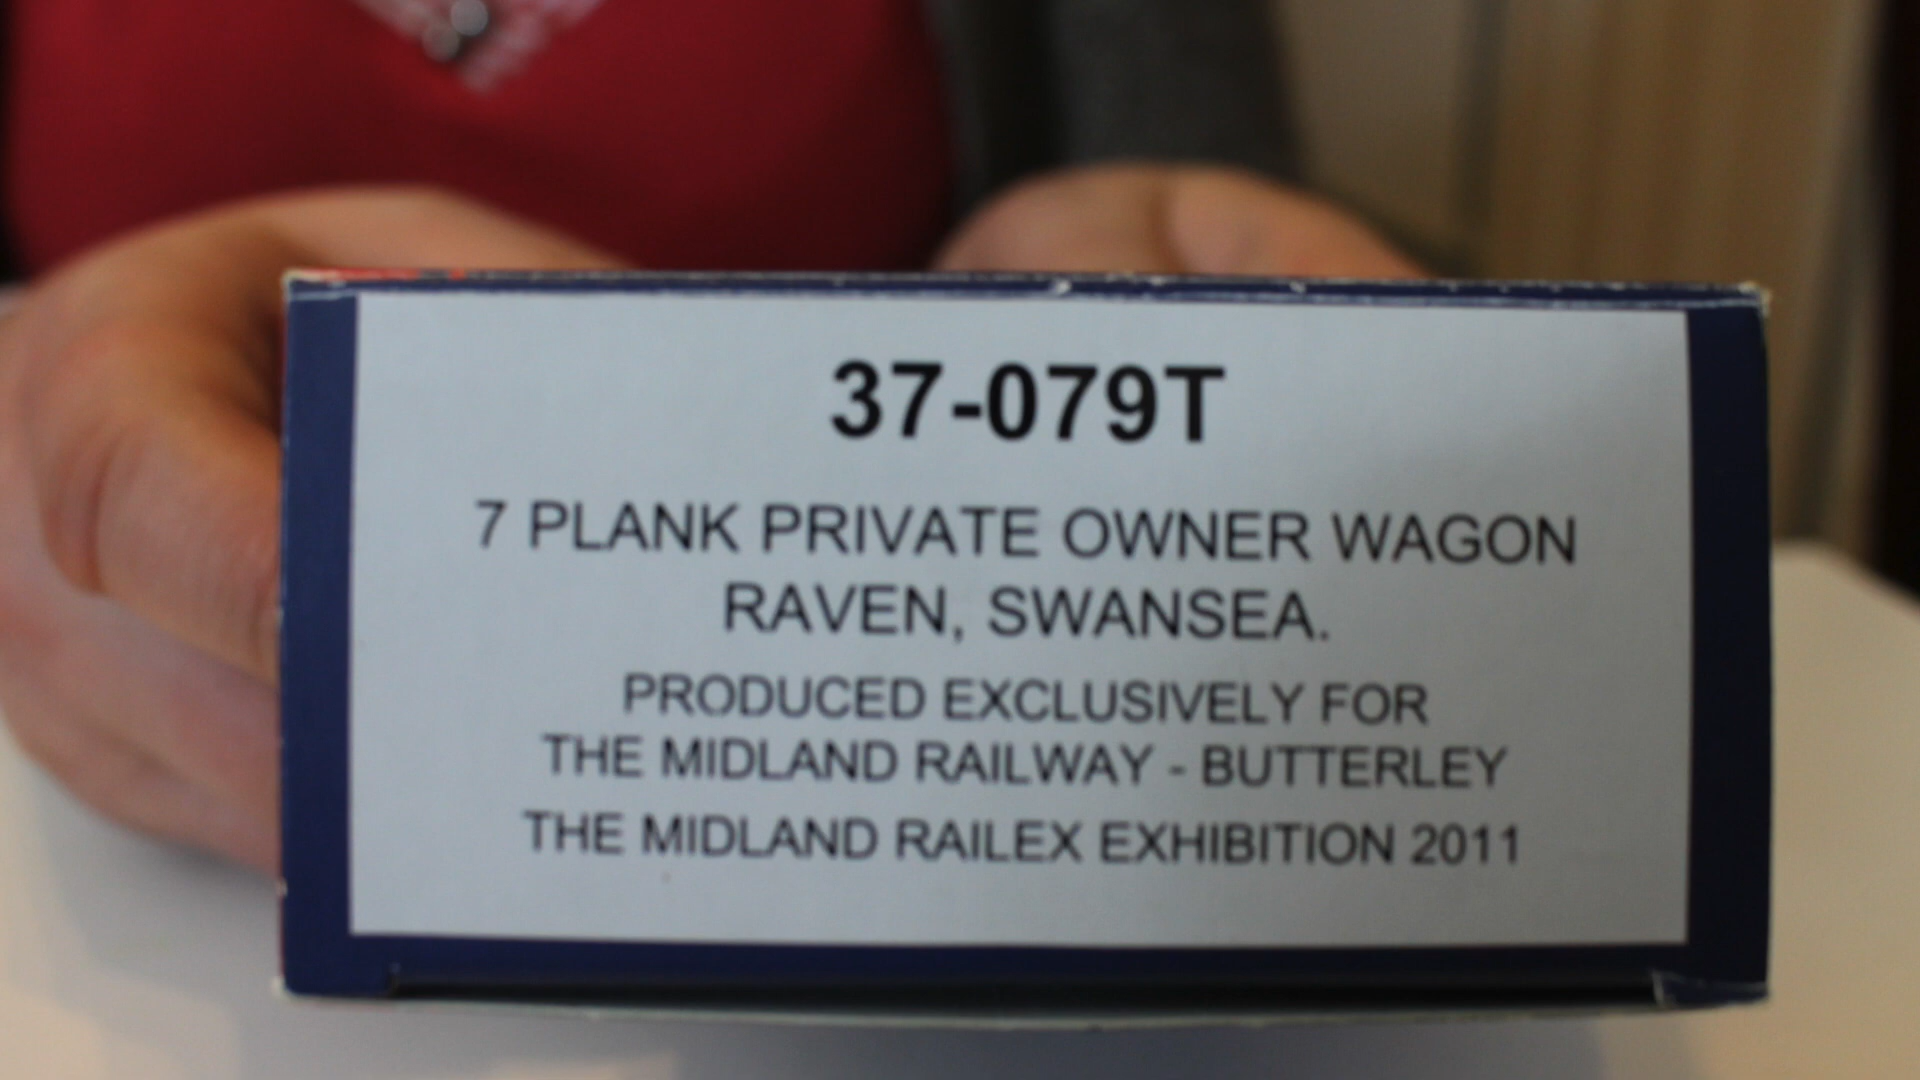 37-079T
7 PLANK PRIVATE OWNER WAGON
RAVEN, SWANSEA.
PRODUCED EXCLUSIVELY FOR
THE MIDLAND RAILWAY - BUTTERLEY
THE MIDLAND RAILEX EXHIBITION 2011